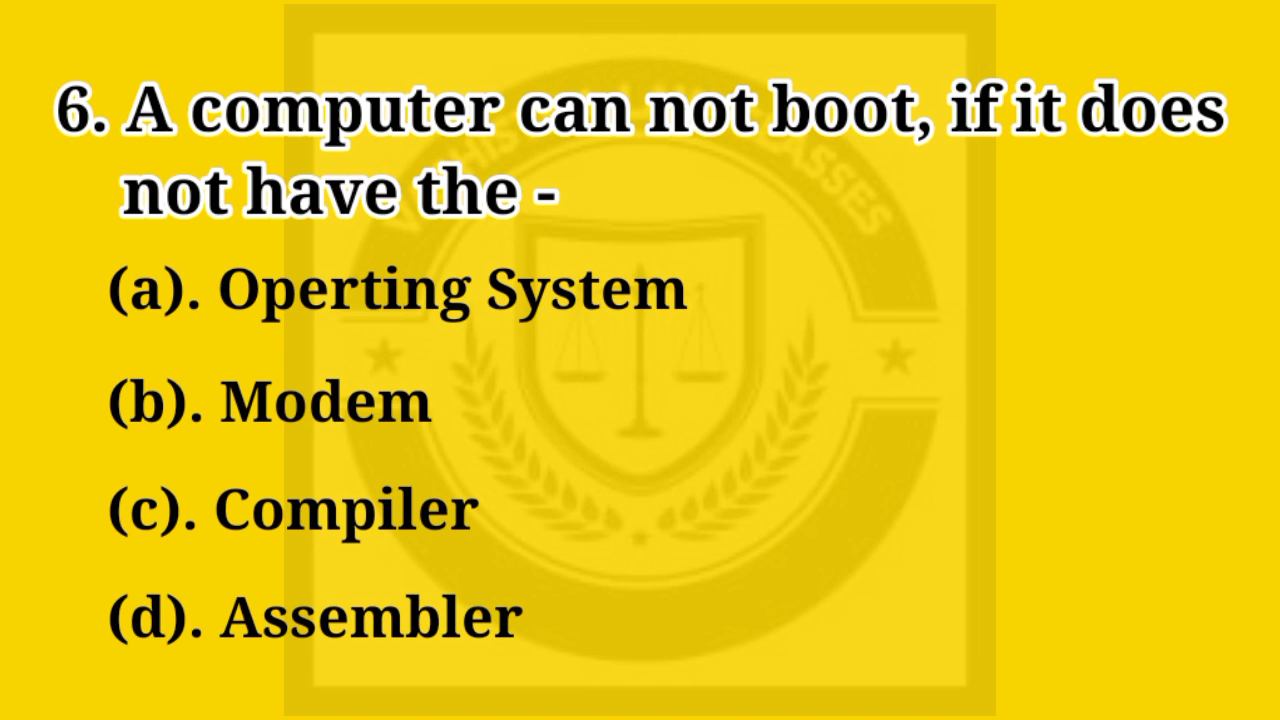 6. A computer can not boot, if it does
not have the -
(a). Operting System
(b). Modem
(c). Compiler
(d). Assembler